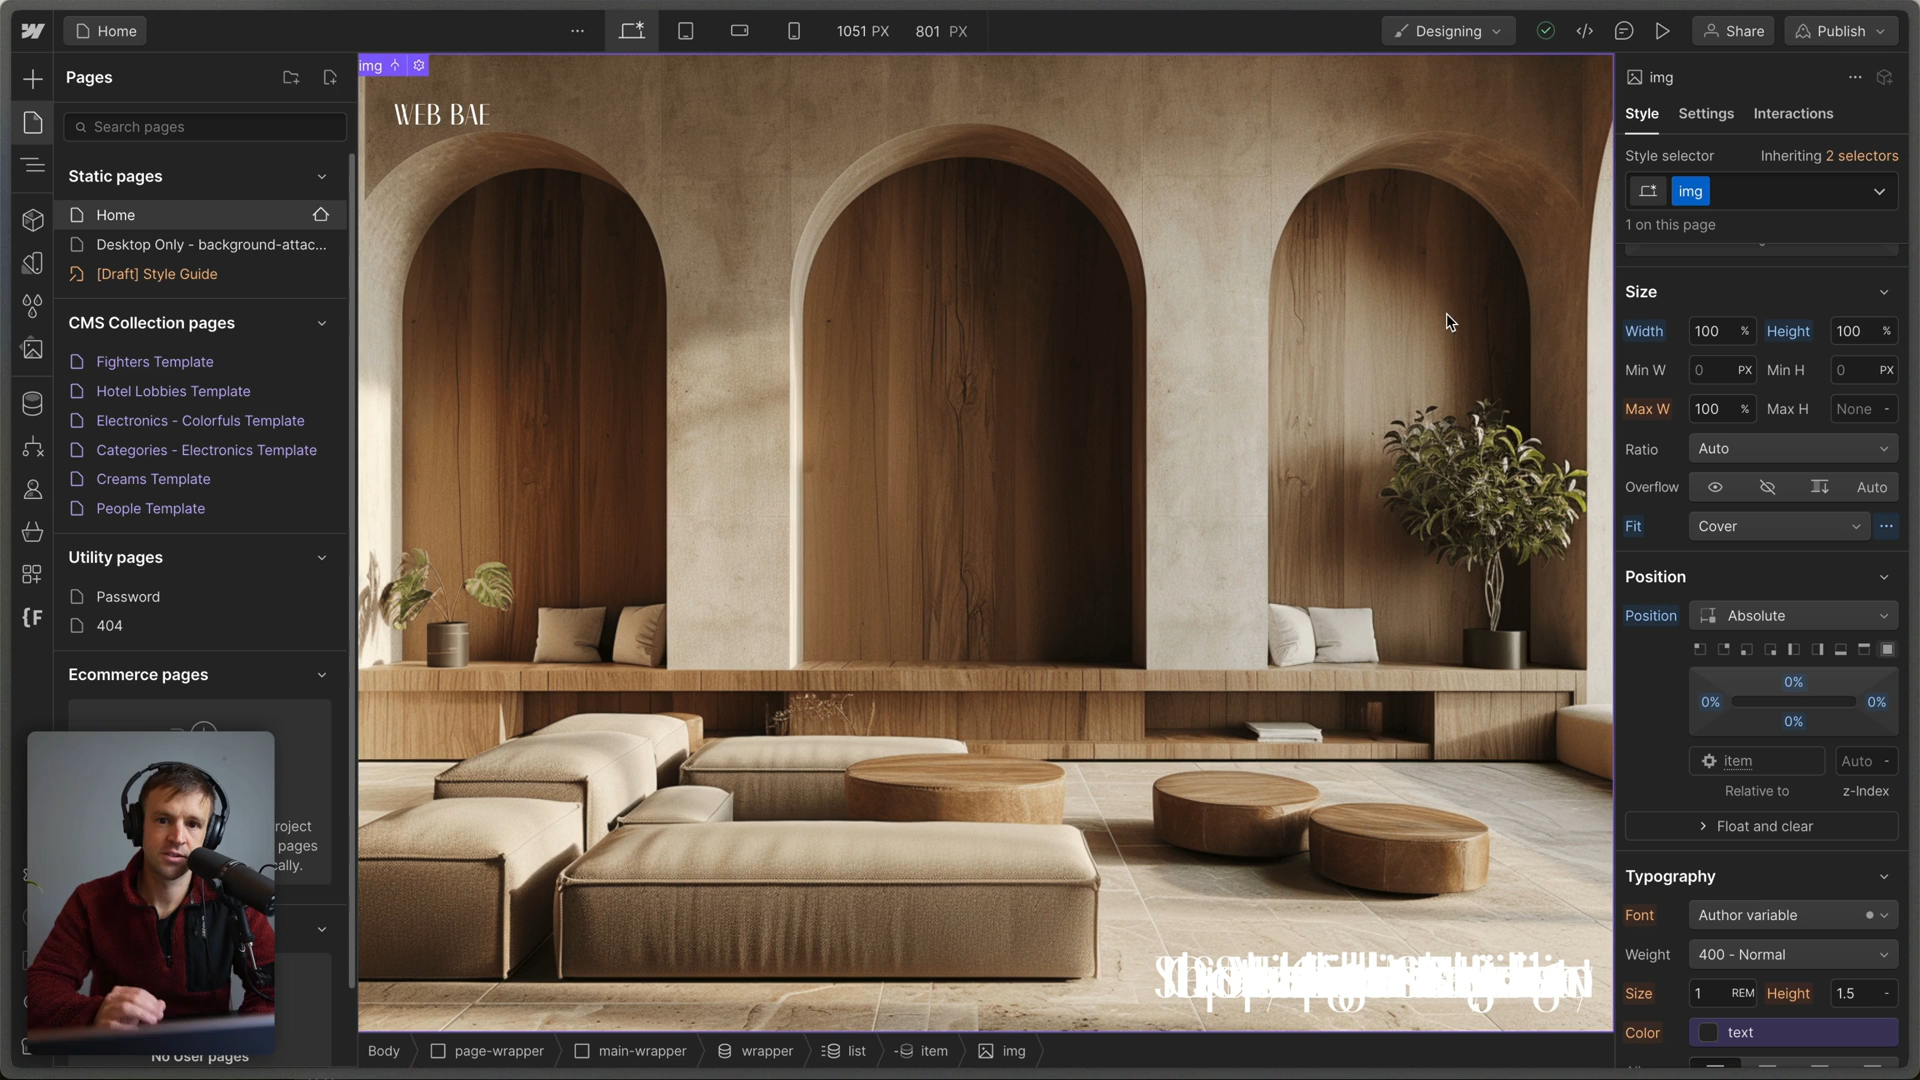 Home
1051 PX
801 PX
Designing
Share
Publish
Pages
Search pages
Static pages
Home
Desktop Only - background-attac...
[Draft] Style Guide
CMS Collection pages
Fighters Template
Hotel Lobbies Template
Electronics - Colorfuls Template
Categories - Electronics Template
Creams Template
People Template
Utility pages
Password
404
Ecommerce pages
roject
pages
cally.
No User pages
img
WEB BAE
Body
page-wrapper
main-wrapper
wrapper
list
item
img
img
Style
Settings
Interactions
Style selector
Inheriting 2 selectors
img
1 on this page
Size
Width 100 % Height 100 %
Min W 0 PX Min H 0 PX
Max W 100 % Max H None -
Ratio Auto
Overflow Auto
Fit Cover
Position
Position Absolute
0%
0% 0%
0%
item Auto -
Relative to z-Index
Float and clear
Typography
Font Author variable
Weight 400 - Normal
Size 1 REM Height 1.5 -
Color text